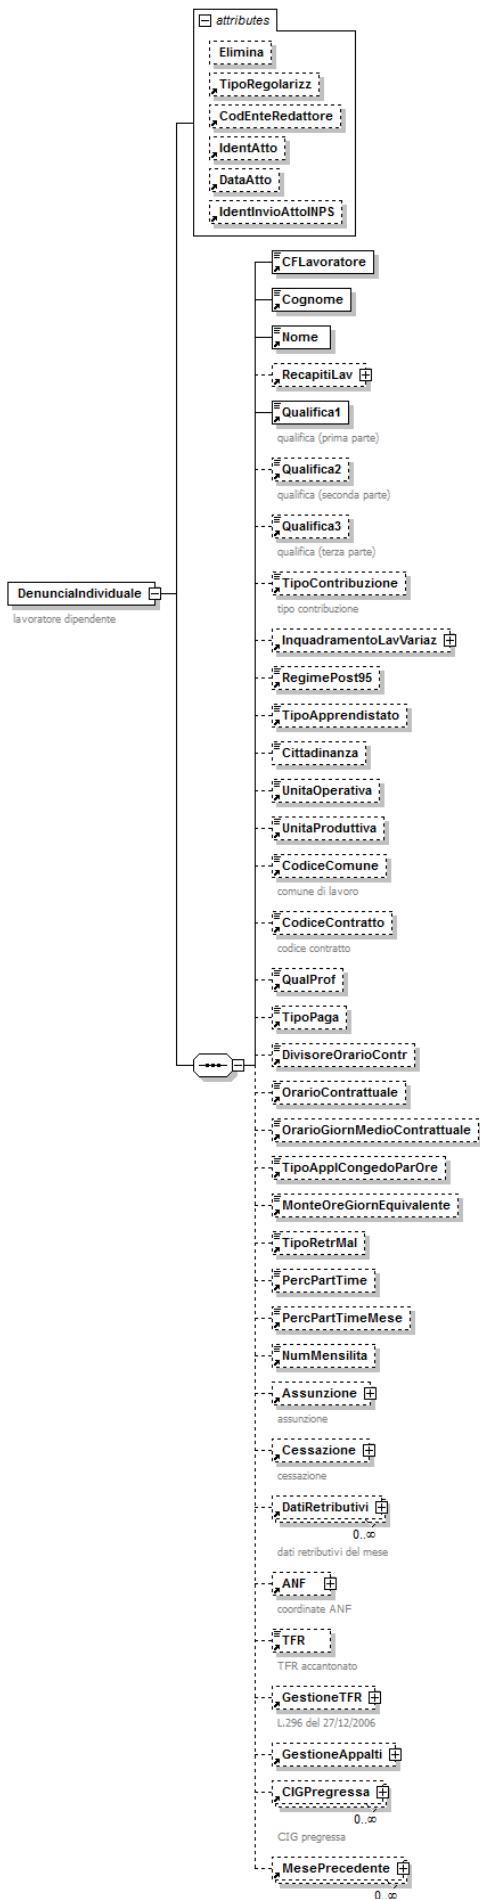 attributes
Elimina
TipoRegolarizz
CodEnteRedattore
IdentAtto
DataAtto
IdentInvioAttoINPS
CFLavoratore
Cognome
Nome
RecapitiLav
Qualifica1
qualifica (prima parte)
Qualifica2
qualifica (seconda parte)
Qualifica3
qualifica (terza parte)
DenunciaIndividuale
lavoratore dipendente
TipoContribuzione
tipo contribuzione
InquadramentoLavVariaz
RegimePost95
TipoApprendistato
Cittadinanza
UnitaOperativa
UnitaProduttiva
CodiceComune
comune di lavoro
CodiceContratto
codice contratto
QualProf
TipoPaga
DivisoreOrarioContr
OrarioContrattuale
OrarioGiornMedioContrattuale
TipoApplCongedoParOre
MonteOreGiornEquivalente
TipoRetrMal
PercPartTime
PercPartTimeMese
NumMensilita
Assunzione
assunzione
Cessazione
cessazione
DatiRetributivi
0..∞
dati retributivi del mese
ANF
coordinate ANF
TFR
TFR accantonato
GestioneTFR
L.296 del 27/12/2006
GestioneAppalti
CIGPregressa
0..∞
CIG pregressa
MesePrecedente
0..∞